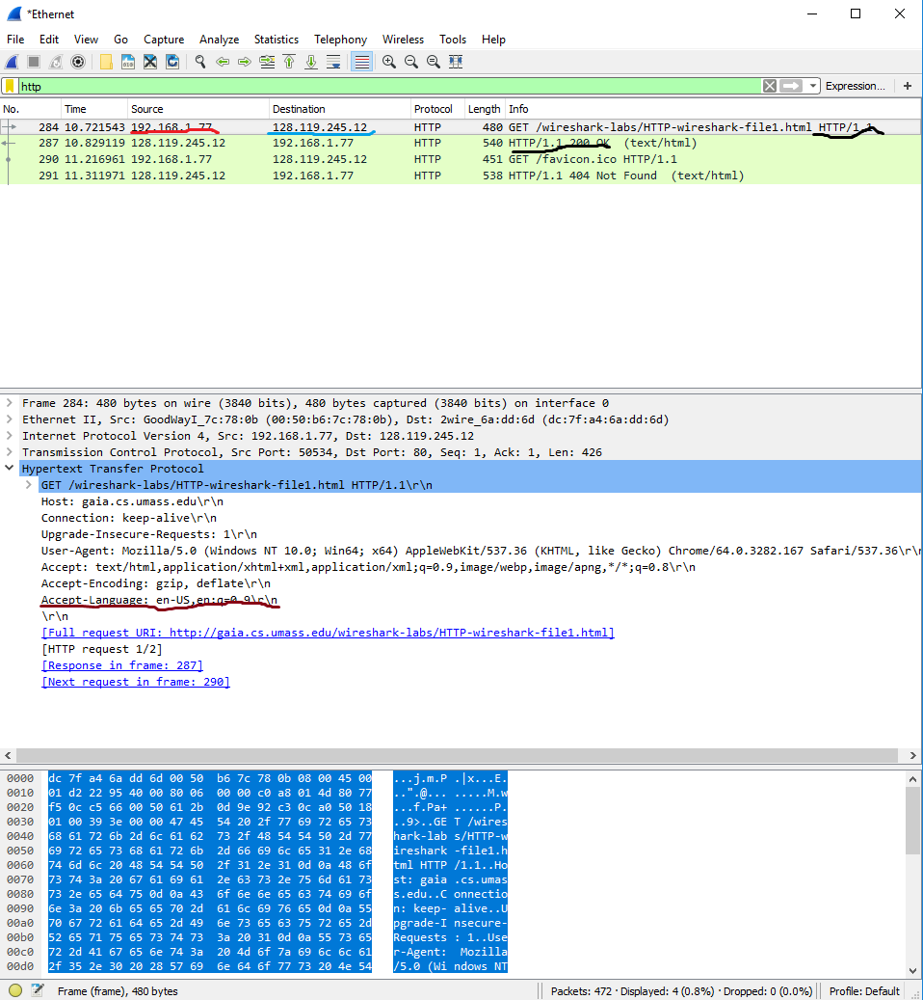 *Ethernet
File Edit View Go Capture Analyze Statistics Telephony Wireless Tools Help
http Expression... +
No. Time Source Destination Protocol Length Info
284 10.721543 192.168.1.77 128.119.245.12 HTTP 480 GET /wireshark-labs/HTTP-wireshark-file1.html HTTP/1.1
287 10.829119 128.119.245.12 192.168.1.77 HTTP 540 HTTP/1.1 200 OK (text/html)
290 11.216961 192.168.1.77 128.119.245.12 HTTP 451 GET /favicon.ico HTTP/1.1
291 11.311971 128.119.245.12 192.168.1.77 HTTP 538 HTTP/1.1 404 Not Found (text/html)
Frame 284: 480 bytes on wire (3840 bits), 480 bytes captured (3840 bits) on interface 0
Ethernet II, Src: GoodWayI_7c:78:0b (00:50:b6:7c:78:0b), Dst: 2wire_6a:dd:6d (dc:7f:a4:6a:dd:6d)
Internet Protocol Version 4, Src: 192.168.1.77, Dst: 128.119.245.12
Transmission Control Protocol, Src Port: 50534, Dst Port: 80, Seq: 1, Ack: 1, Len: 426
Hypertext Transfer Protocol
GET /wireshark-labs/HTTP-wireshark-file1.html HTTP/1.1\r\n
Host: gaia.cs.umass.edu\r\n
Connection: keep-alive\r\n
Upgrade-Insecure-Requests: 1\r\n
User-Agent: Mozilla/5.0 (Windows NT 10.0; Win64; x64) AppleWebKit/537.36 (KHTML, like Gecko) Chrome/64.0.3282.167 Safari/537.36\r\n
Accept: text/html,application/xhtml+xml,application/xml;q=0.9,image/webp,image/apng,*/*;q=0.8\r\n
Accept-Encoding: gzip, deflate\r\n
Accept-Language: en-US,en;q=0.9\r\n
\r\n
[Full request URI: http://gaia.cs.umass.edu/wireshark-labs/HTTP-wireshark-file1.html]
[HTTP request 1/2]
[Response in frame: 287]
[Next request in frame: 290]
0000 dc 7f a4 6a dd 6d 00 50 b6 7c 78 0b 08 00 45 00 ...j.m.P .|x...E.
0010 01 d2 22 95 40 00 80 06 00 00 c0 a8 01 4d 80 77 ..".@... .....M.w
0020 f5 0c c5 66 00 50 61 2b 0d 9e 92 c3 0c a0 50 18 ...f.Pa+ ......P.
0030 01 00 39 3e 00 00 47 45 54 20 2f 77 69 72 65 73 ..9>..GE T /wires
0040 68 61 72 6b 2d 6c 61 62 73 2f 48 54 54 50 2d 77 hark-lab s/HTTP-w
0050 69 72 65 73 68 61 72 6b 2d 66 69 6c 65 31 2e 68 ireshark -file1.h
0060 74 6d 6c 20 48 54 54 50 2f 31 2e 31 0d 0a 48 6f tml HTTP /1.1..Ho
0070 73 74 3a 20 67 61 69 61 2e 63 73 2e 75 6d 61 73 st: gaia .cs.umas
0080 73 2e 65 64 75 0d 0a 43 6f 6e 6e 65 63 74 69 6f s.edu..C onnectio
0090 6e 3a 20 6b 65 65 70 2d 61 6c 69 76 65 0d 0a 55 n: keep- alive..U
00a0 70 67 72 61 64 65 2d 49 6e 73 65 63 75 72 65 2d pgrade-I nsecure-
00b0 52 65 71 75 65 73 74 73 3a 20 31 0d 0a 55 73 65 Requests : 1..Use
00c0 72 2d 41 67 65 6e 74 3a 20 4d 6f 7a 69 6c 6c 61 r-Agent: Mozilla
00d0 2f 35 2e 30 20 28 57 69 6e 64 6f 77 73 20 4e 54 /5.0 (Wi ndows NT
Frame (frame), 480 bytes Packets: 472 · Displayed: 4 (0.8%) · Dropped: 0 (0.0%) Profile: Default